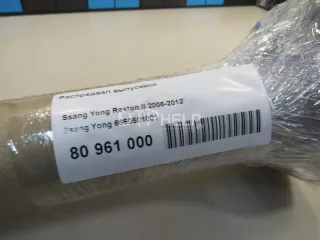 Распредвал выпускной
Ssang Yong Rexton II 2006-2012
Ssang Yong
80 961 000